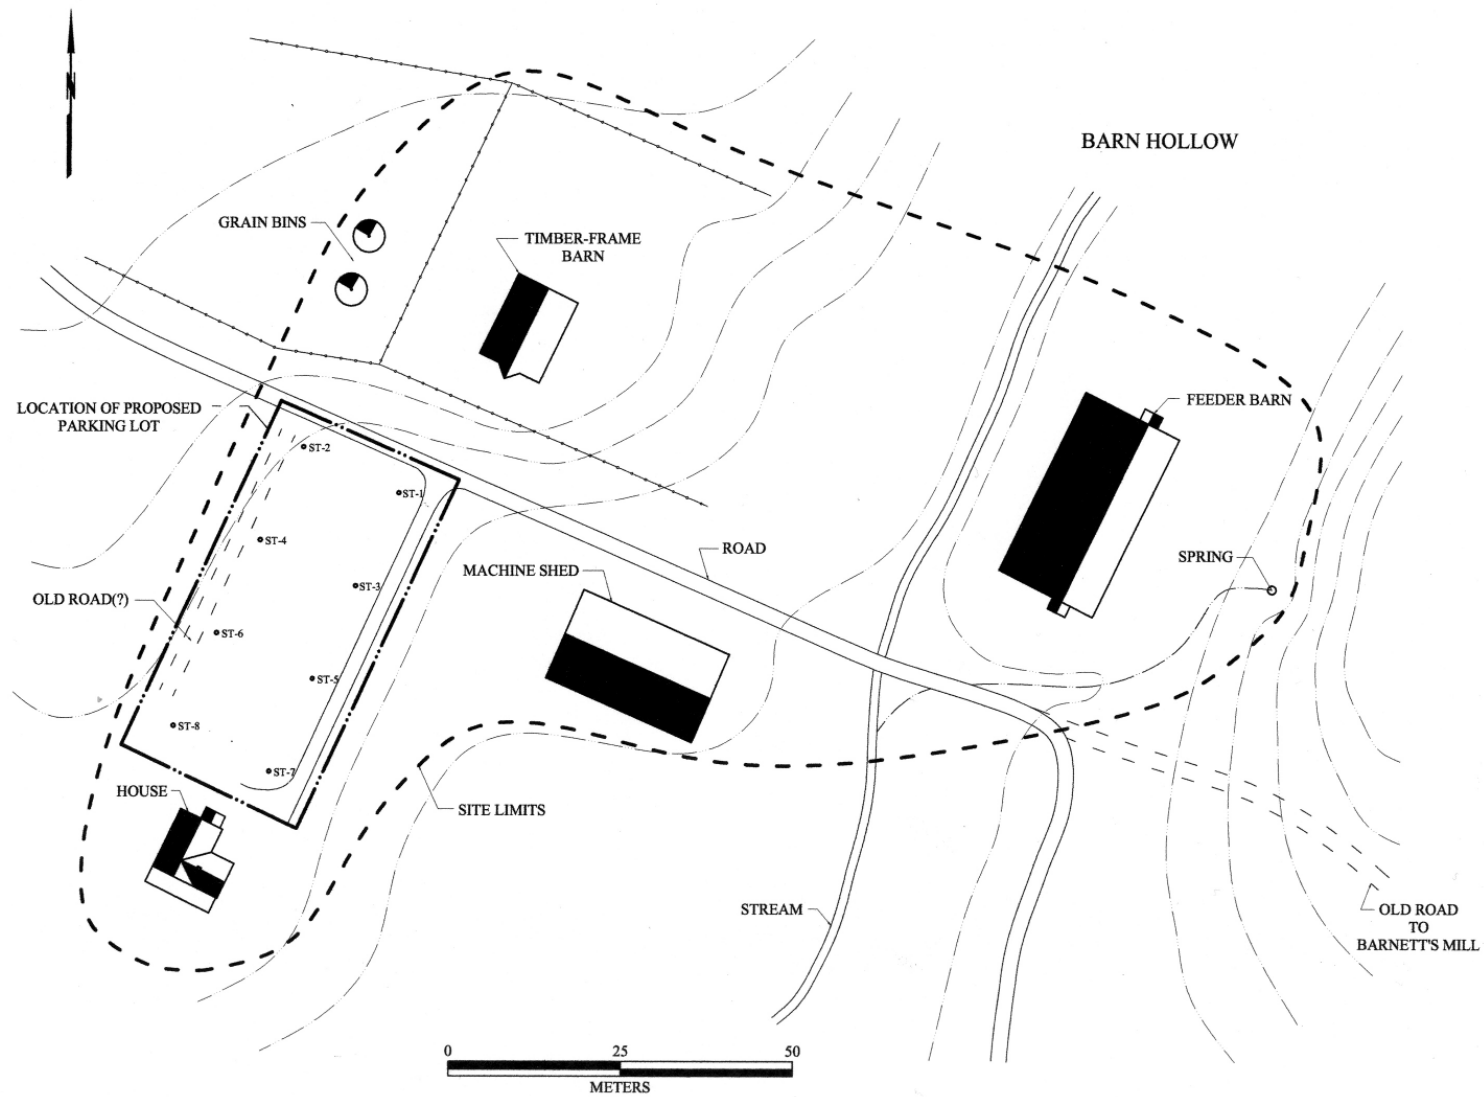 N
BARN HOLLOW
GRAIN BINS
TIMBER-FRAME
BARN
LOCATION OF PROPOSED
PARKING LOT
FEEDER BARN
ST-2
ST-1
ST-4
ROAD
SPRING
MACHINE SHED
ST-3
OLD ROAD(?)
ST-6
ST-5
ST-8
ST-7
HOUSE
SITE LIMITS
STREAM
OLD ROAD
TO
BARNETT'S MILL
0 25 50
METERS